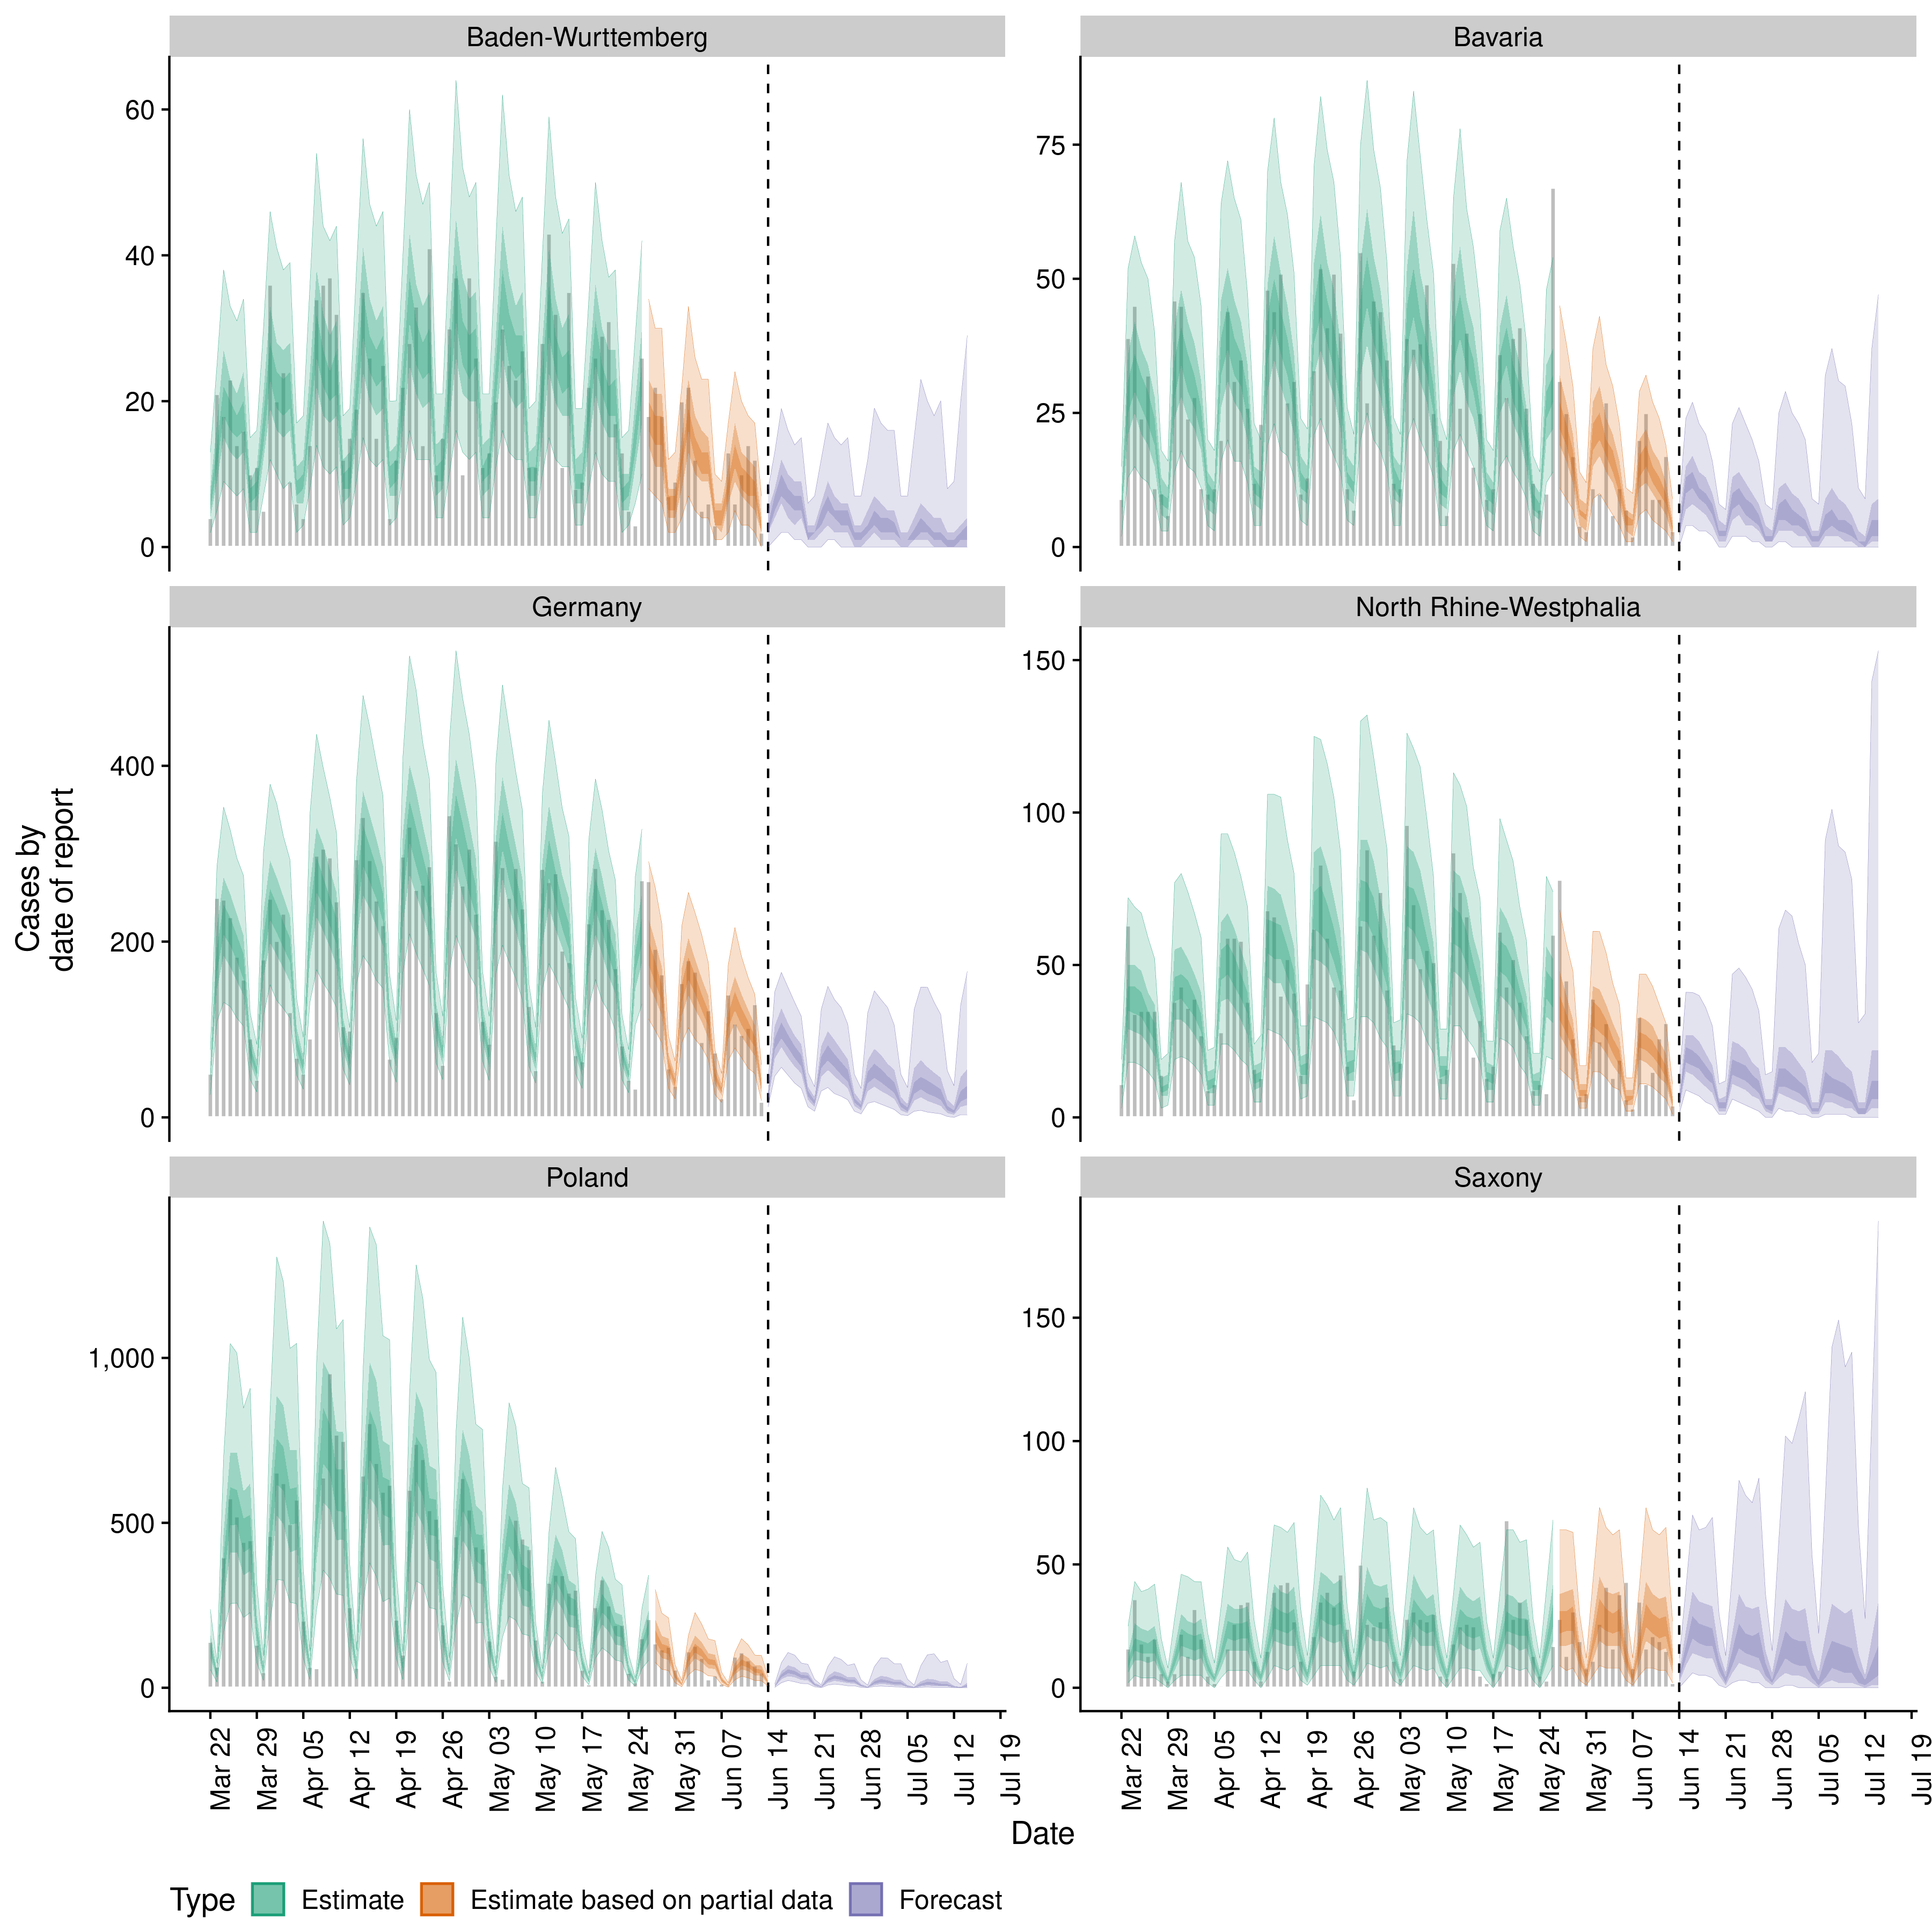 Baden-Wurttemberg
Bavaria
60
40
20
0
75
50
25
0
Germany
North Rhine-Westphalia
400
200
0
150
100
50
0
Cases by
date of report
Poland
Saxony
1,000
500
0
150
100
50
0
Mar 22
Mar 29
Apr 05
Apr 12
Apr 19
Apr 26
May 03
May 10
May 17
May 24
May 31
Jun 07
Jun 14
Jun 21
Jun 28
Jul 05
Jul 12
Jul 19
Mar 22
Mar 29
Apr 05
Apr 12
Apr 19
Apr 26
May 03
May 10
May 17
May 24
May 31
Jun 07
Jun 14
Jun 21
Jun 28
Jul 05
Jul 12
Jul 19
Date
Type Estimate Estimate based on partial data Forecast